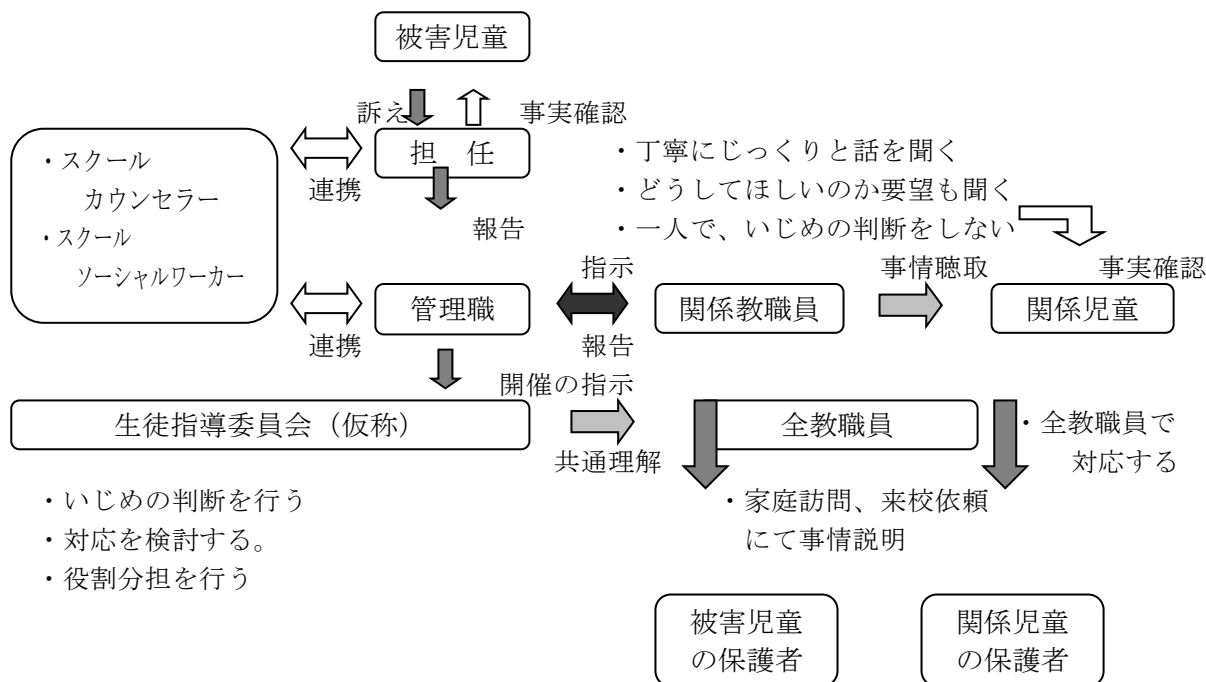 被害児童
訴え
事実確認
・スクール
カウンセラー
・スクール
ソーシャルワーカー
連携
担　任
・丁寧にじっくりと話を聞く
・どうしてほしいのか要望も聞く
・一人で、いじめの判断をしない
報告
指示
事情聴取
事実確認
管理職
関係教職員
関係児童
連携
報告
開催の指示
生徒指導委員会（仮称）
全教職員
・全教職員で
対応する
共通理解
・いじめの判断を行う
・対応を検討する。
・役割分担を行う
・家庭訪問、来校依頼
にて事情説明
被害児童
の保護者
関係児童
の保護者